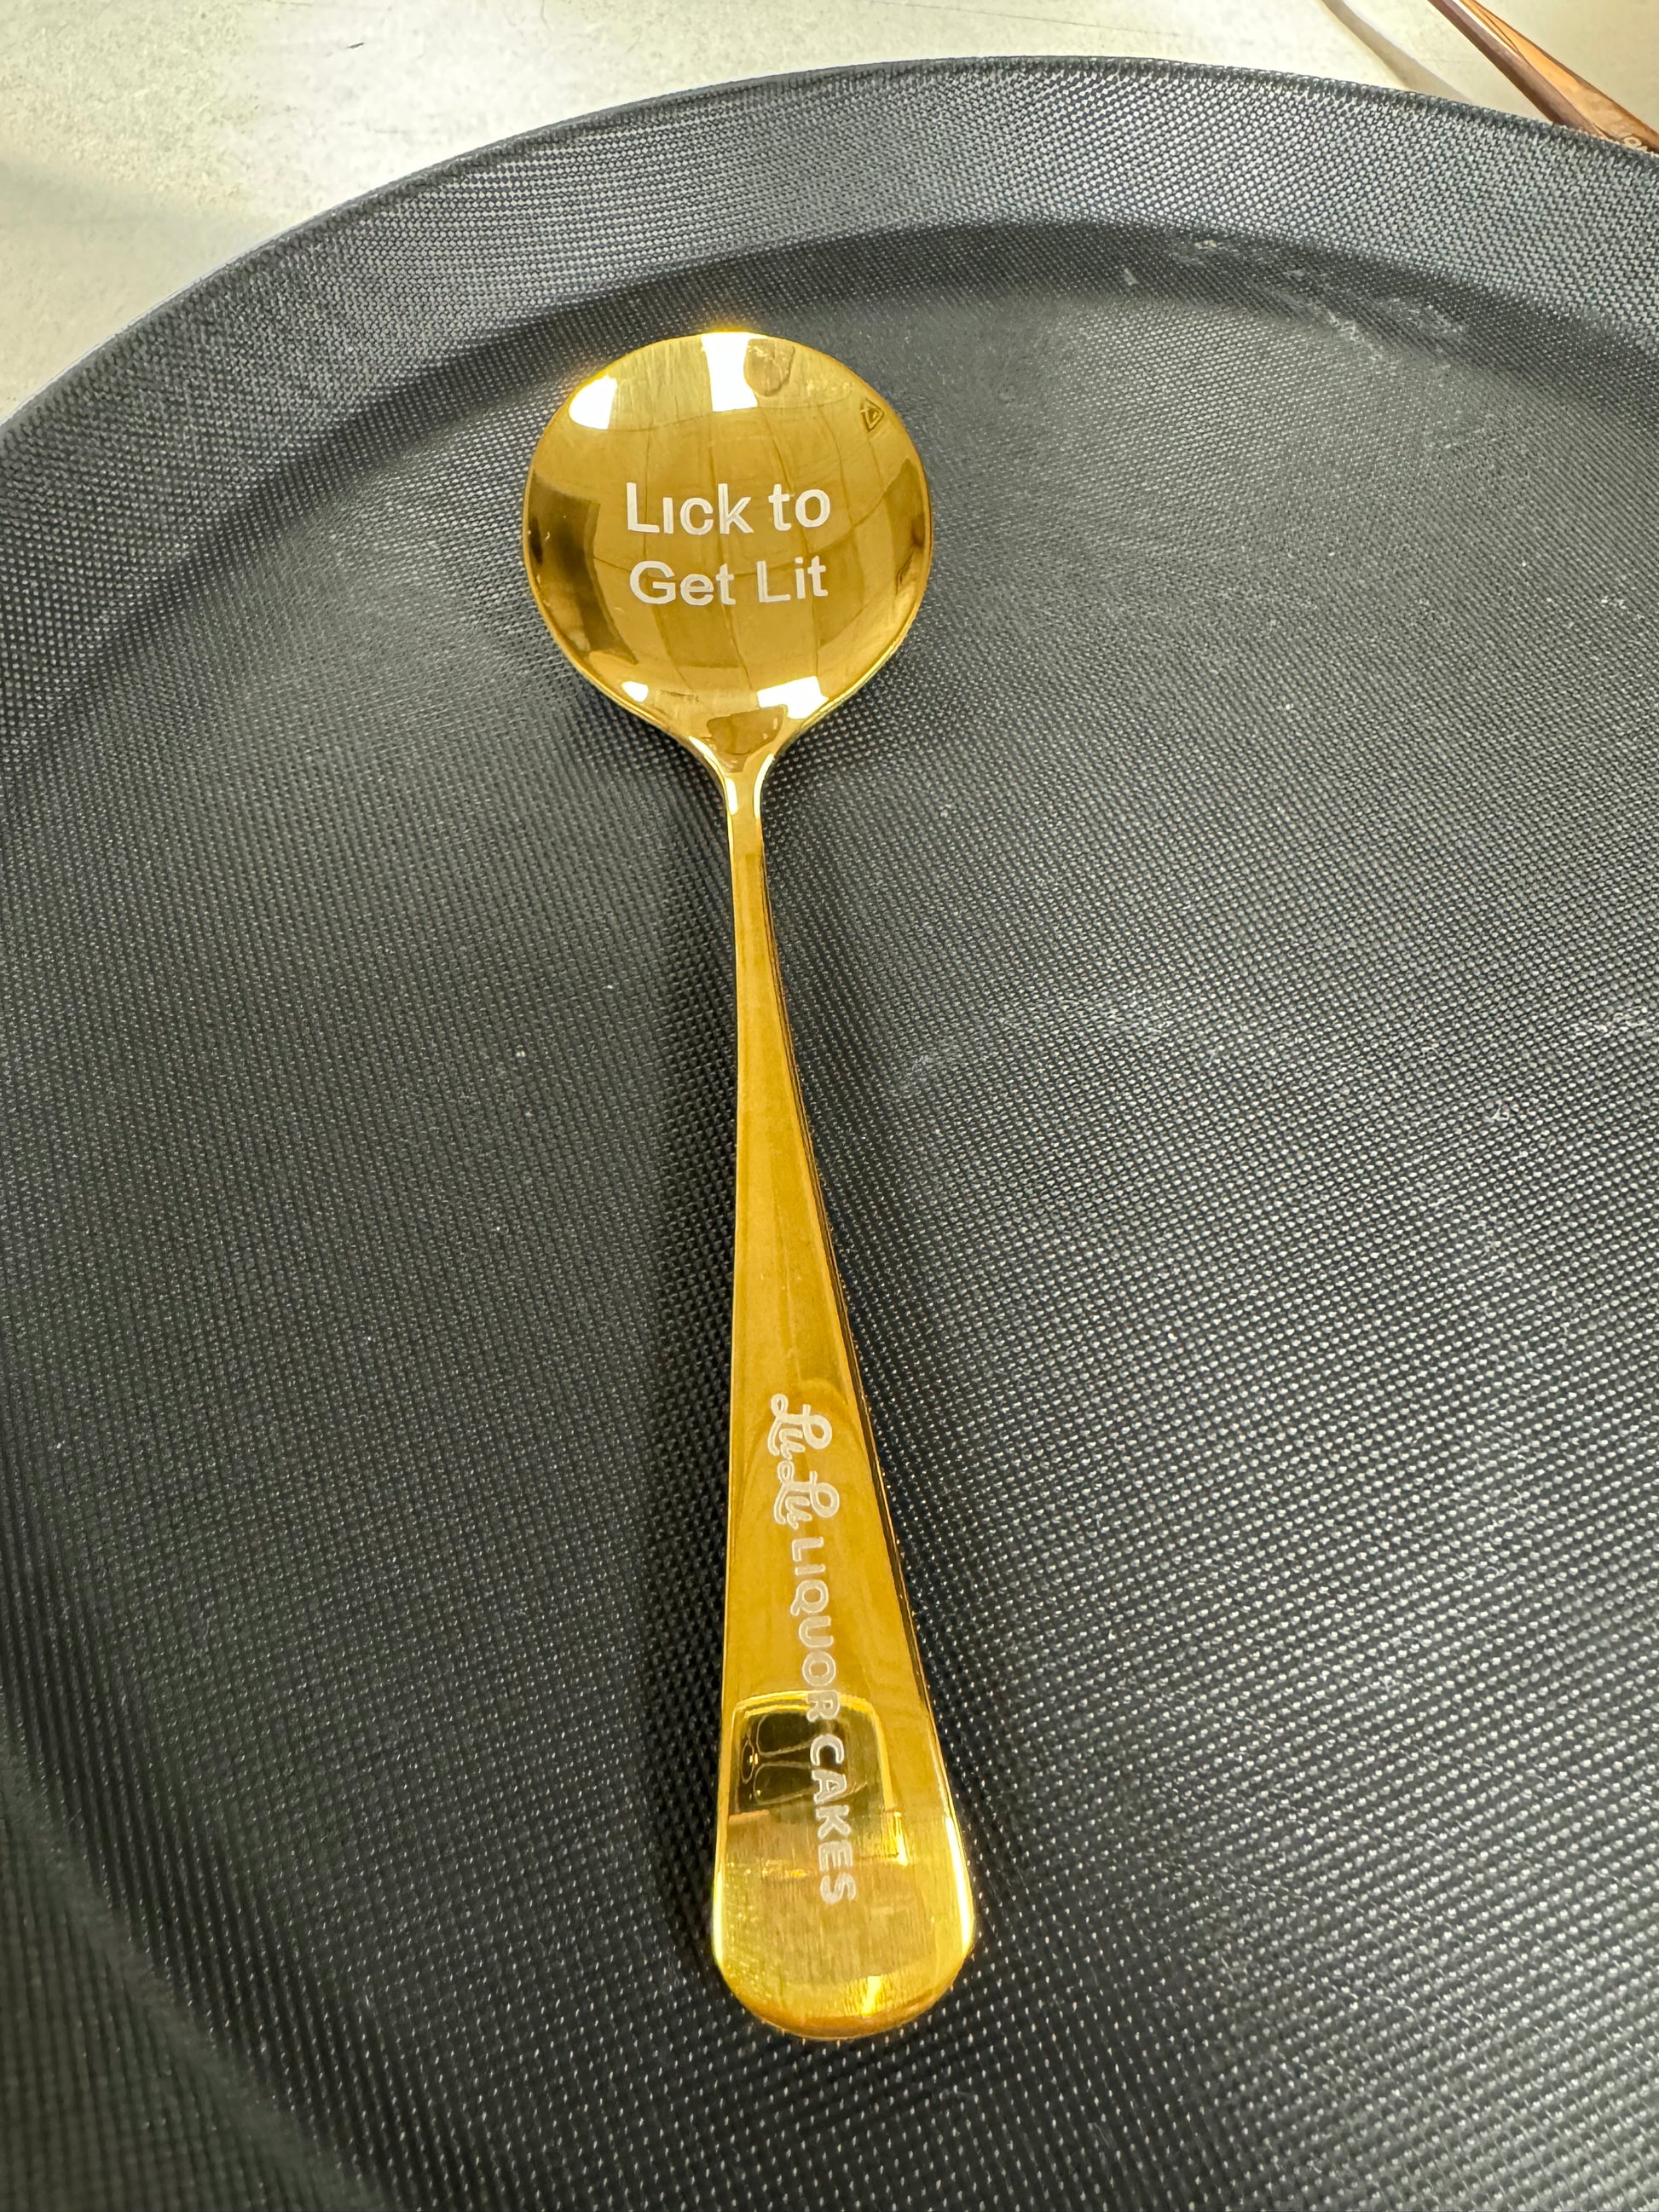 Lick to
Get Lit
LuLu LIQUOR CAKES